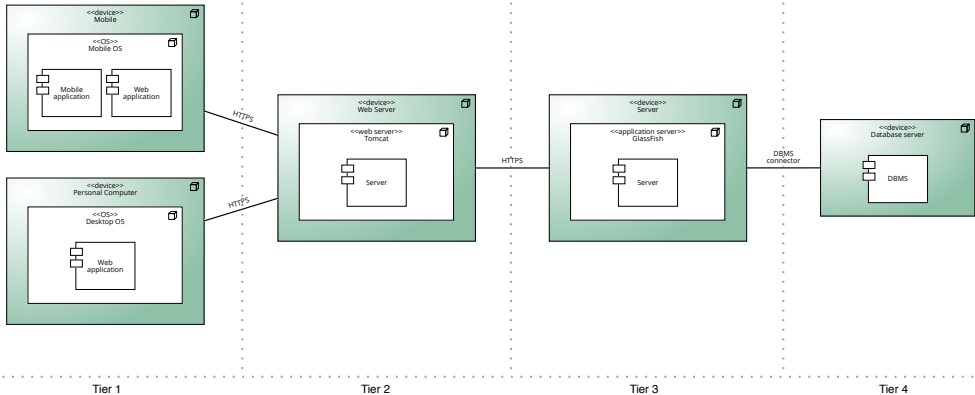 <<device>>
Mobile
<<OS>>
Mobile OS
Mobile
application
Web
application
HTTPS
<<device>>
Personal Computer
<<OS>>
Desktop OS
Web
application
HTTPS
<<device>>
Web Server
<<web server>>
Tomcat
Server
HTTPS
<<device>>
Server
<<application server>>
GlassFish
Server
DBMS
connector
<<device>>
Database server
DBMS
Tier 1
Tier 2
Tier 3
Tier 4